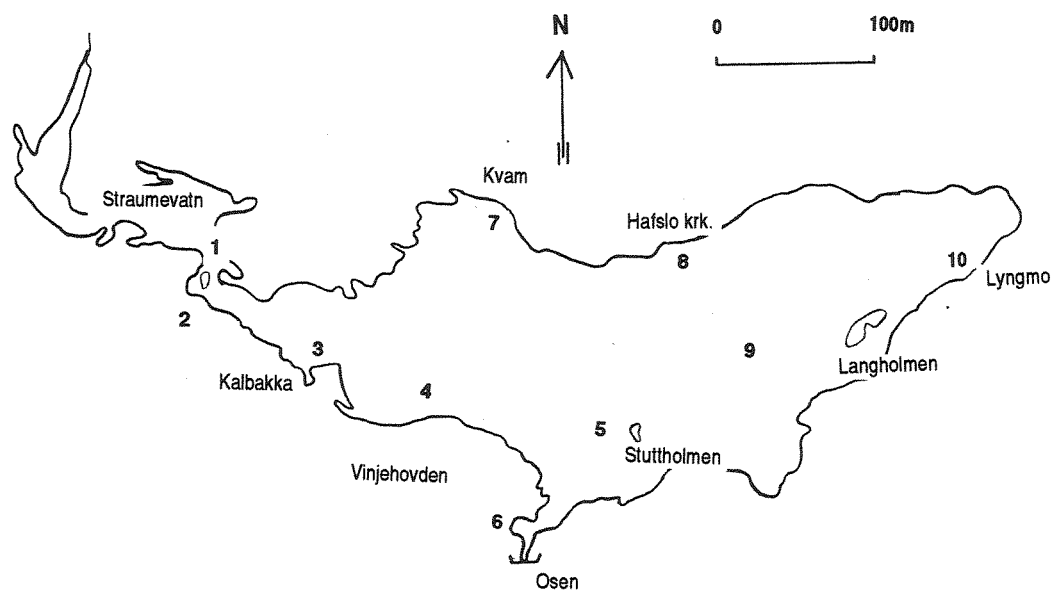 N
0 100m
Kvam
Straumevatn
7
Hafslo krk.
1
8
10
Lyngmo
2
3
9
Kalbakka
Langholmen
4
5
Stuttholmen
Vinjehovden
6
Osen